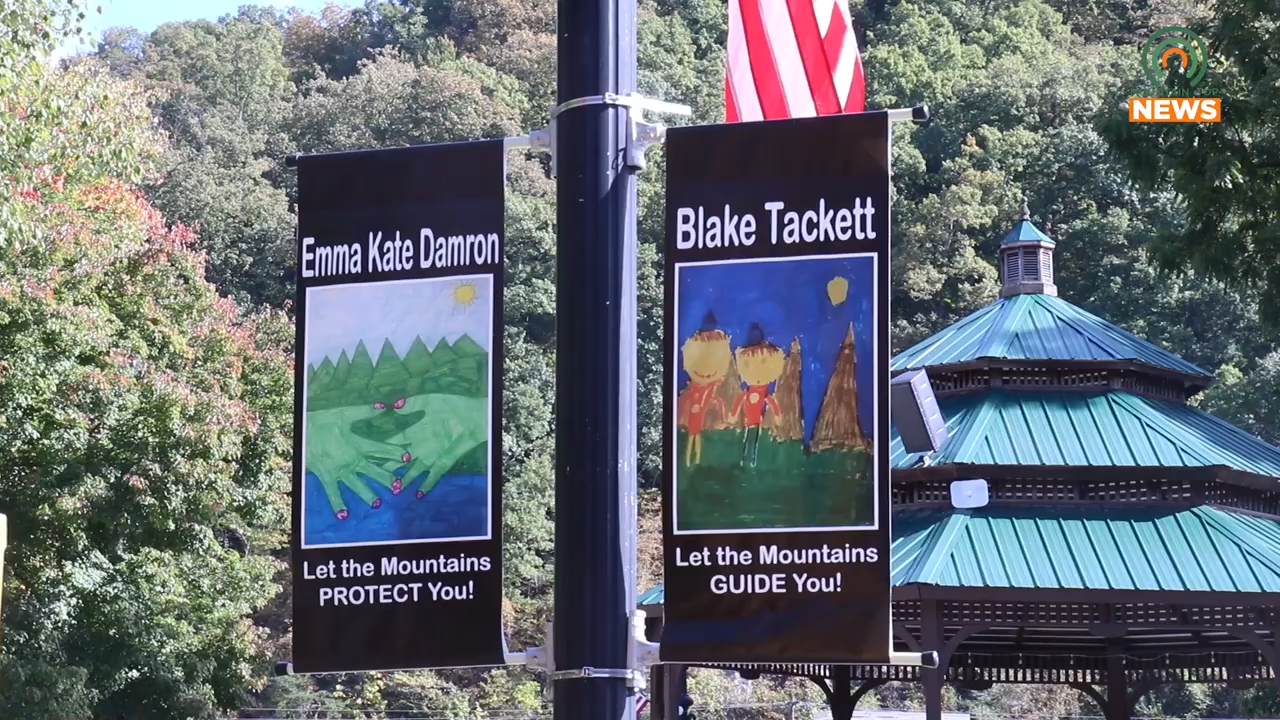 Emma Kate Damron
Let the Mountains
PROTECT You!
Blake Tackett
Let the Mountains
GUIDE You!
NEWS